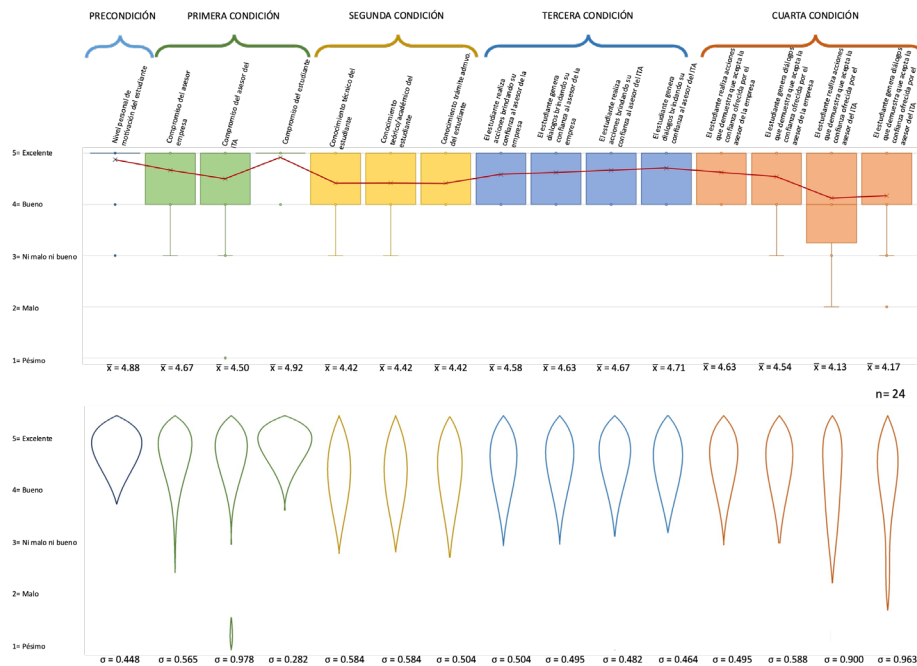 PRECONDICIÓN
PRIMERA CONDICIÓN
SEGUNDA CONDICIÓN
TERCERA CONDICIÓN
CUARTA CONDICIÓN
Nivel personal de
motivación del estudiante
Compromiso del asesor
empresa
Compromiso del asesor del
ITA
Compromiso del estudiante
Conocimiento técnico del
estudiante
Conocimiento
teórico/ académico del
estudiante
Conocimiento trámite admvo.
del estudiante
El estudiante realiza
acciones brindando su
confianza al asesor de la
empresa
El estudiante genera
diálogos brindando su
confianza al asesor de la
empresa
El estudiante realiza
acciones brindando su
confianza al asesor del ITA
El estudiante genera
diálogos brindando su
confianza al asesor del ITA
El estudiante realiza acciones
que demuestra que acepta la
confianza ofrecida por el
asesor de la empresa
El estudiante genera diálogos
que demuestra que acepta la
confianza ofrecida por el
asesor de la empresa
El estudiante realiza acciones
que demuestra que acepta la
confianza ofrecida por el
asesor del ITA
El estudiante genera diálogos
que demuestra que acepta la
confianza ofrecida por el
asesor del ITA
5= Excelente
4= Bueno
3= Ni malo ni bueno
2= Malo
1= Pésimo
x̅ = 4.88
x̅ = 4.67
x̅ = 4.50
x̅ = 4.92
x̅ = 4.42
x̅ = 4.42
x̅ = 4.42
x̅ = 4.58
x̅ = 4.63
x̅ = 4.67
x̅ = 4.71
x̅ = 4.63
x̅ = 4.54
x̅ = 4.13
x̅ = 4.17
n= 24
5= Excelente
4= Bueno
3= Ni malo ni bueno
2= Malo
1= Pésimo
σ = 0.448
σ = 0.565
σ = 0.978
σ = 0.282
σ = 0.584
σ = 0.584
σ = 0.504
σ = 0.504
σ = 0.495
σ = 0.482
σ = 0.464
σ = 0.495
σ = 0.588
σ = 0.900
σ = 0.963